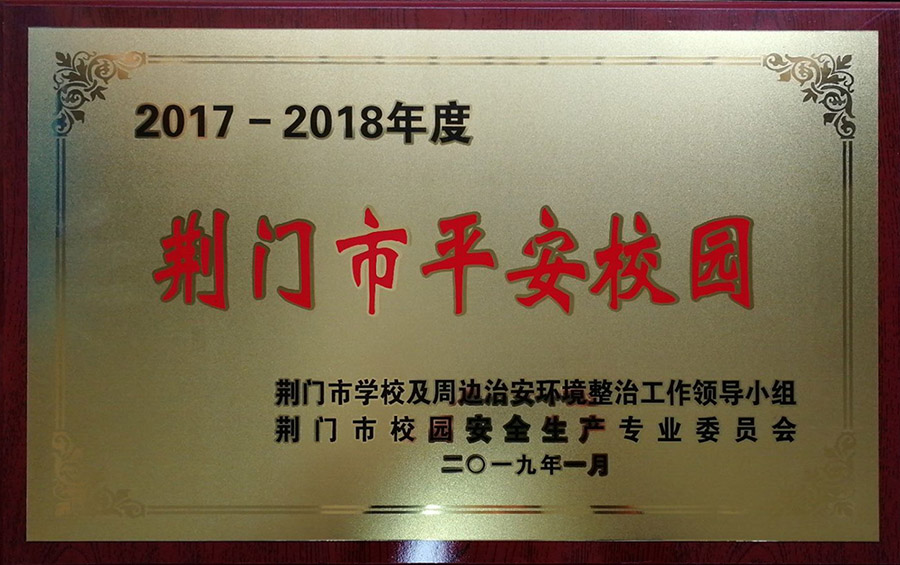 2017－2018年度
荆门市平安校园
荆门市学校及周边治安环境整治工作领导小组
荆门市校园安全生产专业委员会
二〇一九年一月